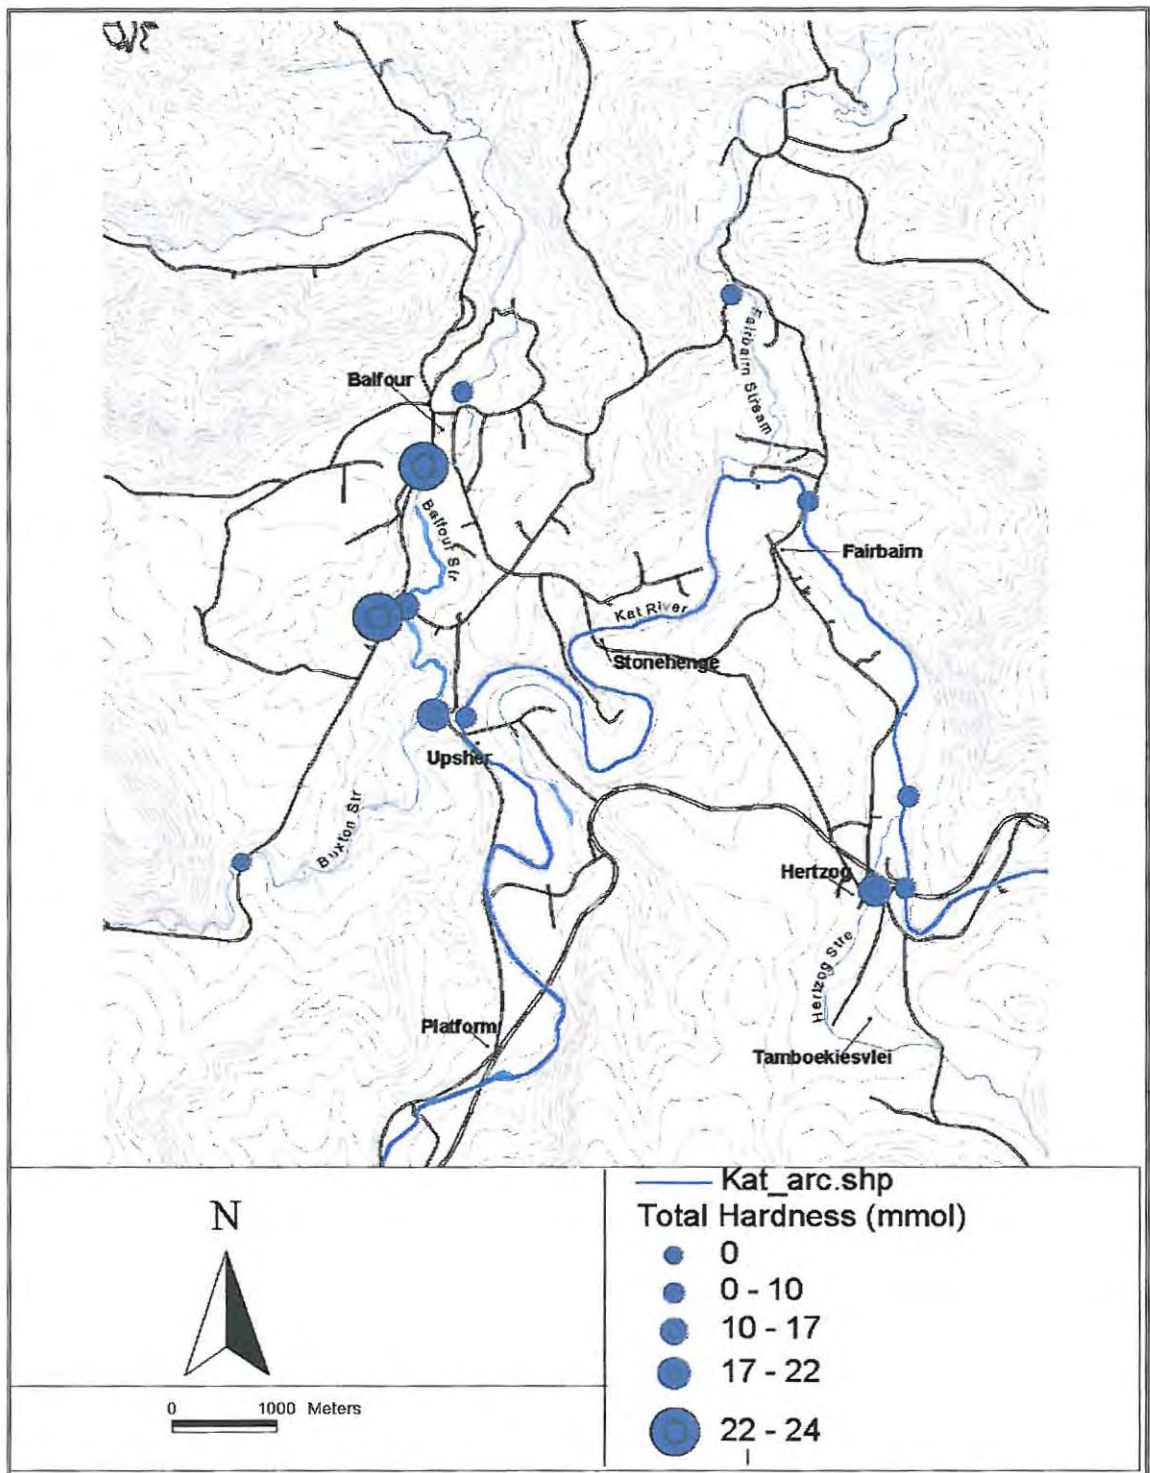 Fairbairn Stream
Balfour
Balfour Str
Fairbairn
Kat River
Stonehenge
Upsher
Buxton Str
Hertzog
Hertzog Stre
Platform
Tamboekiesvlei
Kat_arc.shp
N
Total Hardness (mmol)
0
0 - 10
10 - 17
17 - 22
0 1000 Meters
22 - 24